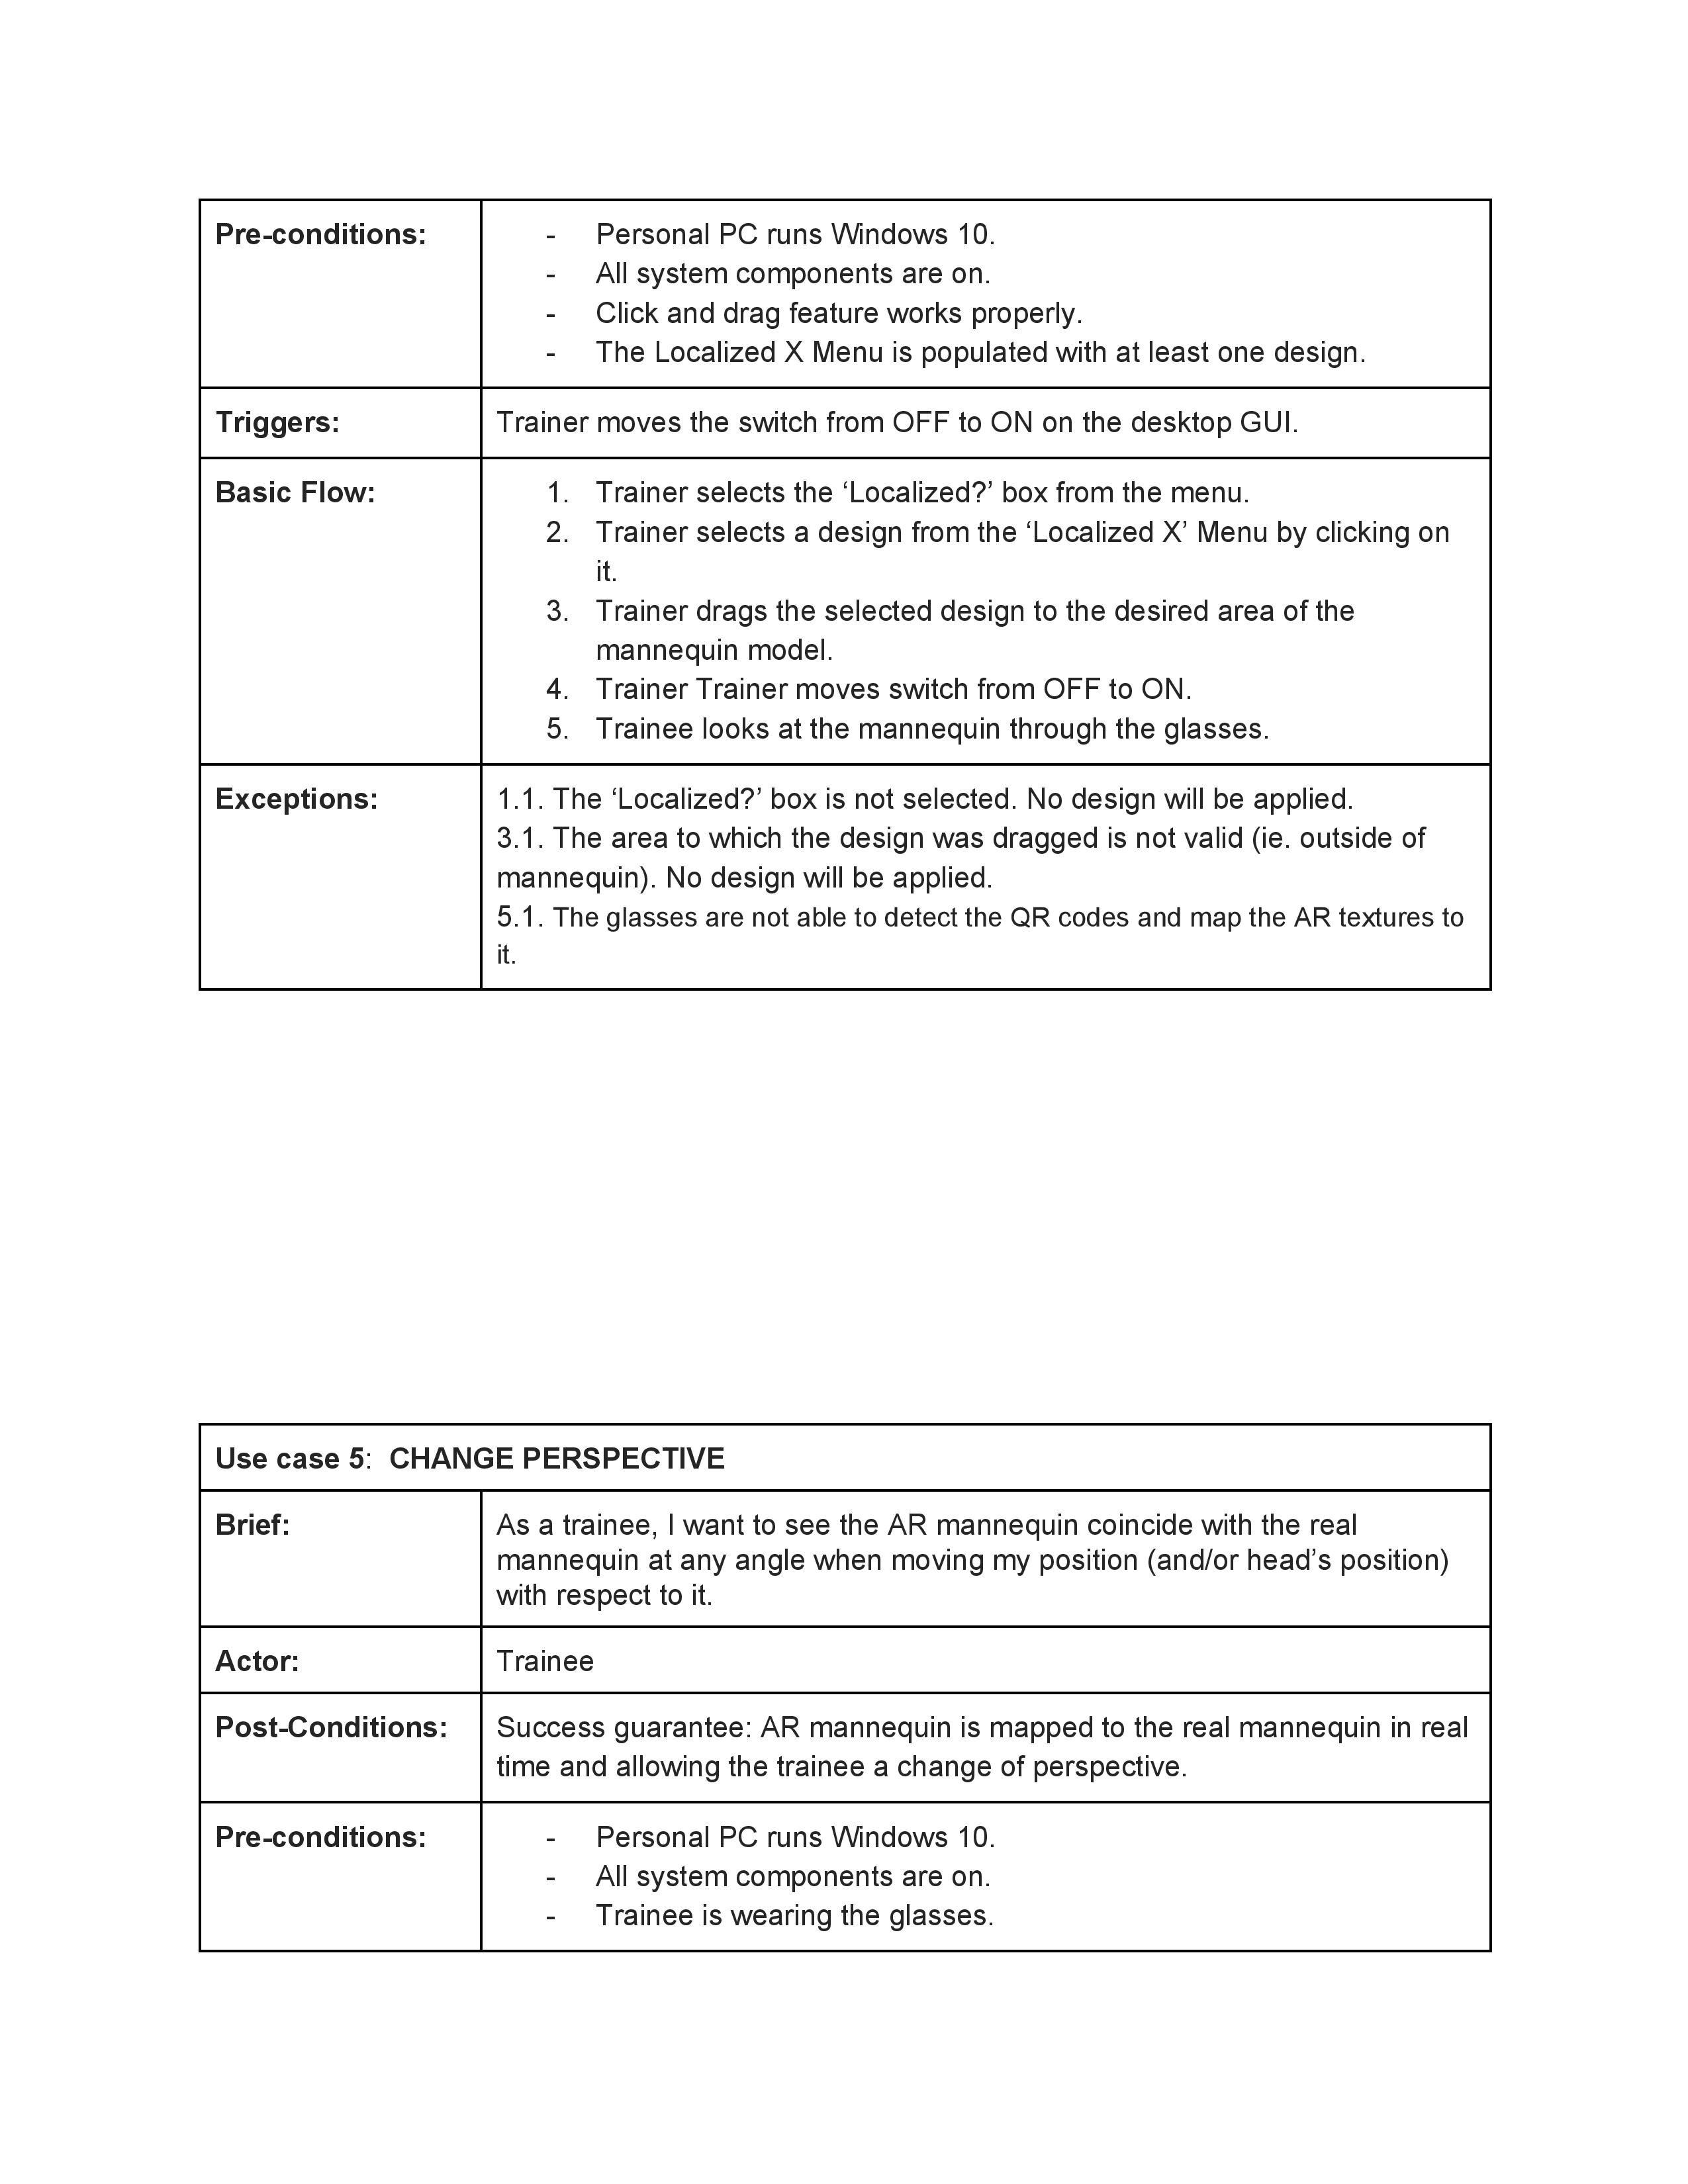 Pre-conditions:
- Personal PC runs Windows 10.
- All system components are on.
- Click and drag feature works properly.
- The Localized X Menu is populated with at least one design.
Triggers:
Trainer moves the switch from OFF to ON on the desktop GUI.
Basic Flow:
1. Trainer selects the ‘Localized?’ box from the menu.
2. Trainer selects a design from the ‘Localized X’ Menu by clicking on
it.
3. Trainer drags the selected design to the desired area of the
mannequin model.
4. Trainer Trainer moves switch from OFF to ON.
5. Trainee looks at the mannequin through the glasses.
Exceptions:
1.1. The ‘Localized?’ box is not selected. No design will be applied.
3.1. The area to which the design was dragged is not valid (ie. outside of
mannequin). No design will be applied.
5.1. The glasses are not able to detect the QR codes and map the AR textures to
it.
Use case 5: CHANGE PERSPECTIVE
Brief:
As a trainee, I want to see the AR mannequin coincide with the real
mannequin at any angle when moving my position (and/or head’s position)
with respect to it.
Actor:
Trainee
Post-Conditions:
Success guarantee: AR mannequin is mapped to the real mannequin in real
time and allowing the trainee a change of perspective.
Pre-conditions:
- Personal PC runs Windows 10.
- All system components are on.
- Trainee is wearing the glasses.